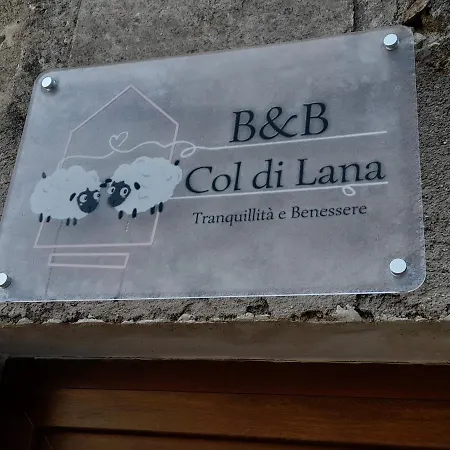 B&B
Col di Lana
Tranquillità e Benessere